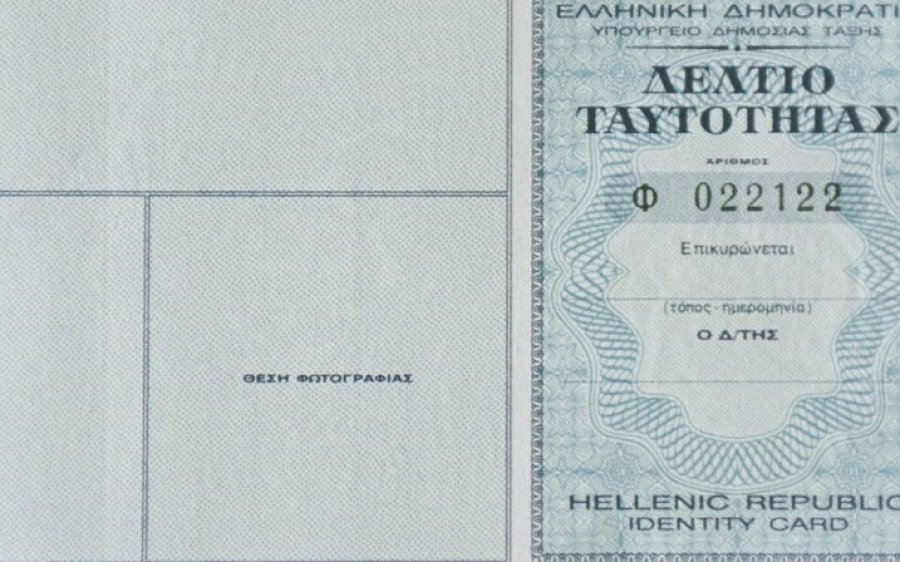 ΘΕΣΗ ΦΩΤΟΓΡΑΦΙΑΣ
ΕΛΛΗΝΙΚΗ ΔΗΜΟΚΡΑΤΙ
ΥΠΟΥΡΓΕΙΟ ΔΗΜΟΣΙΑΣ ΤΑΞΗΣ
ΔΕΛΤΙΟ
ΤΑΥΤΟΤΗΤΑΣ
ΑΡΙΘΜΟΣ
Φ 022122
Επικυρώνεται
(τόπος - ημερομηνία)
Ο Δ/ΤΗΣ
HELLENIC REPUBLIC
IDENTITY CARD